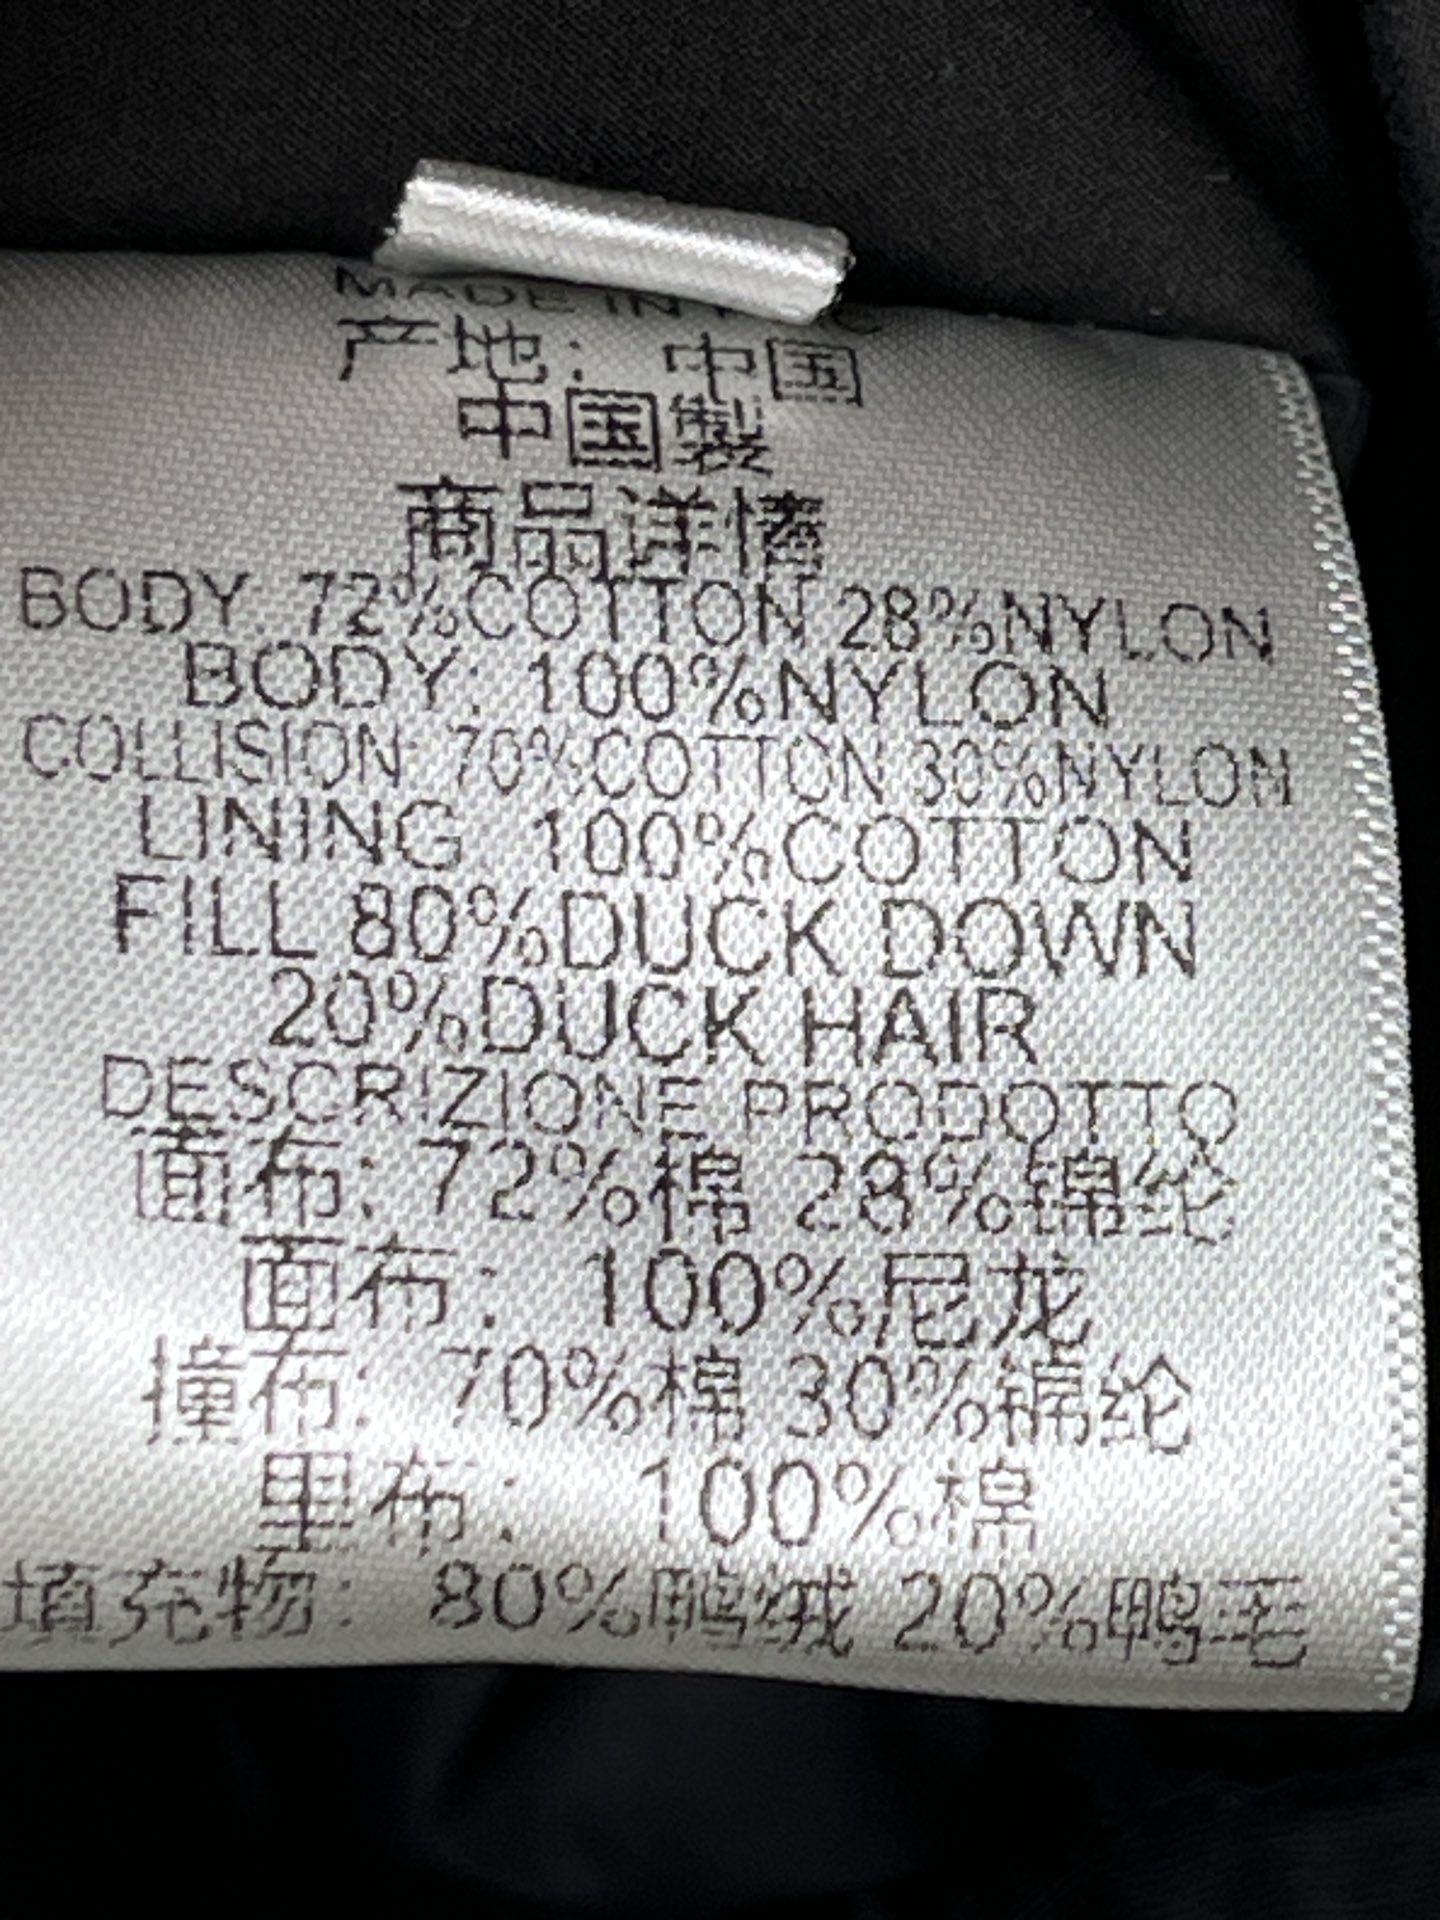 MADE IN
产地: 中国
中国製
商品详情
BODY: 72%COTTON 28%NYLON
BODY: 100%NYLON
COLLISION: 70%COTTON 30%NYLON
LINING: 100%COTTON
FILL 80%DUCK DOWN
20%DUCK HAIR
DESCRIZIONE PRODOTTO
面布: 72%棉 28%锦纶
面布: 100%尼龙
撞布: 70%棉 30%锦纶
里布: 100%棉
填充物: 80%鸭绒 20%鸭毛